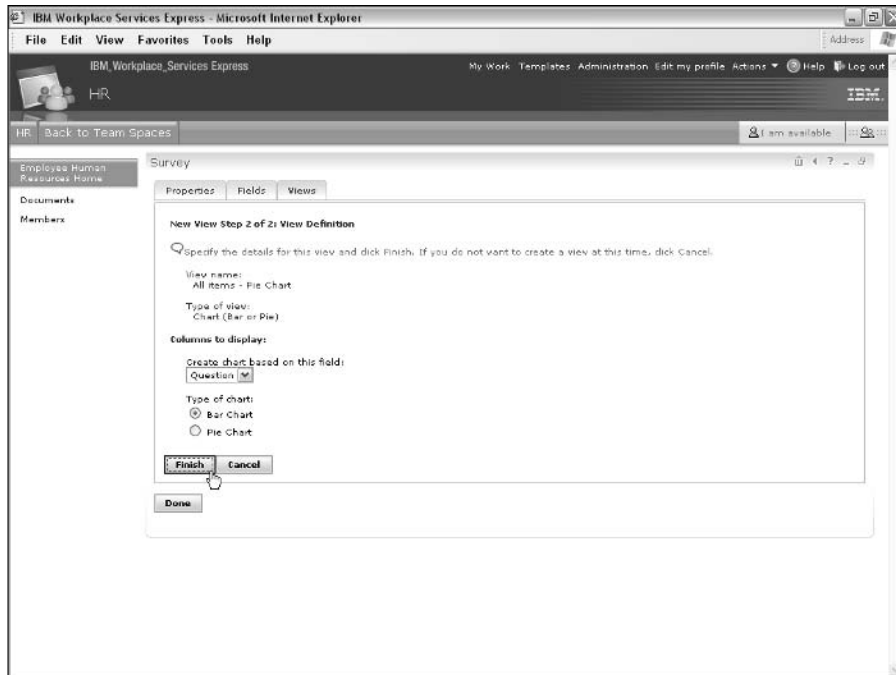 IBM Workplace Services Express - Microsoft Internet Explorer
File Edit View Favorites Tools Help
Address
IBM, Workplace, Services Express
My Work Templates Administration Edit my profile Actions Help Log out
HR
IBM.
HR Back to Team Spaces
I am available
Employee Human Resources Home
Documents
Members
Survey
Properties Fields Views
New View Step 2 of 2: View Definition
Specify the details for this view and click Finish. If you do not want to create a view at this time, click Cancel.
View name:
All items - Pie Chart
Type of view:
Chart (Bar or Pie)
Columns to display:
Create chart based on this field:
Question
Type of chart:
Bar Chart
Pie Chart
Finish Cancel
Done